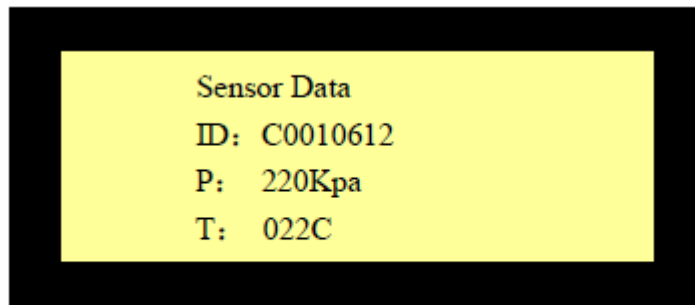 Sensor Data
ID： C0010612
P： 220Kpa
T： 022C